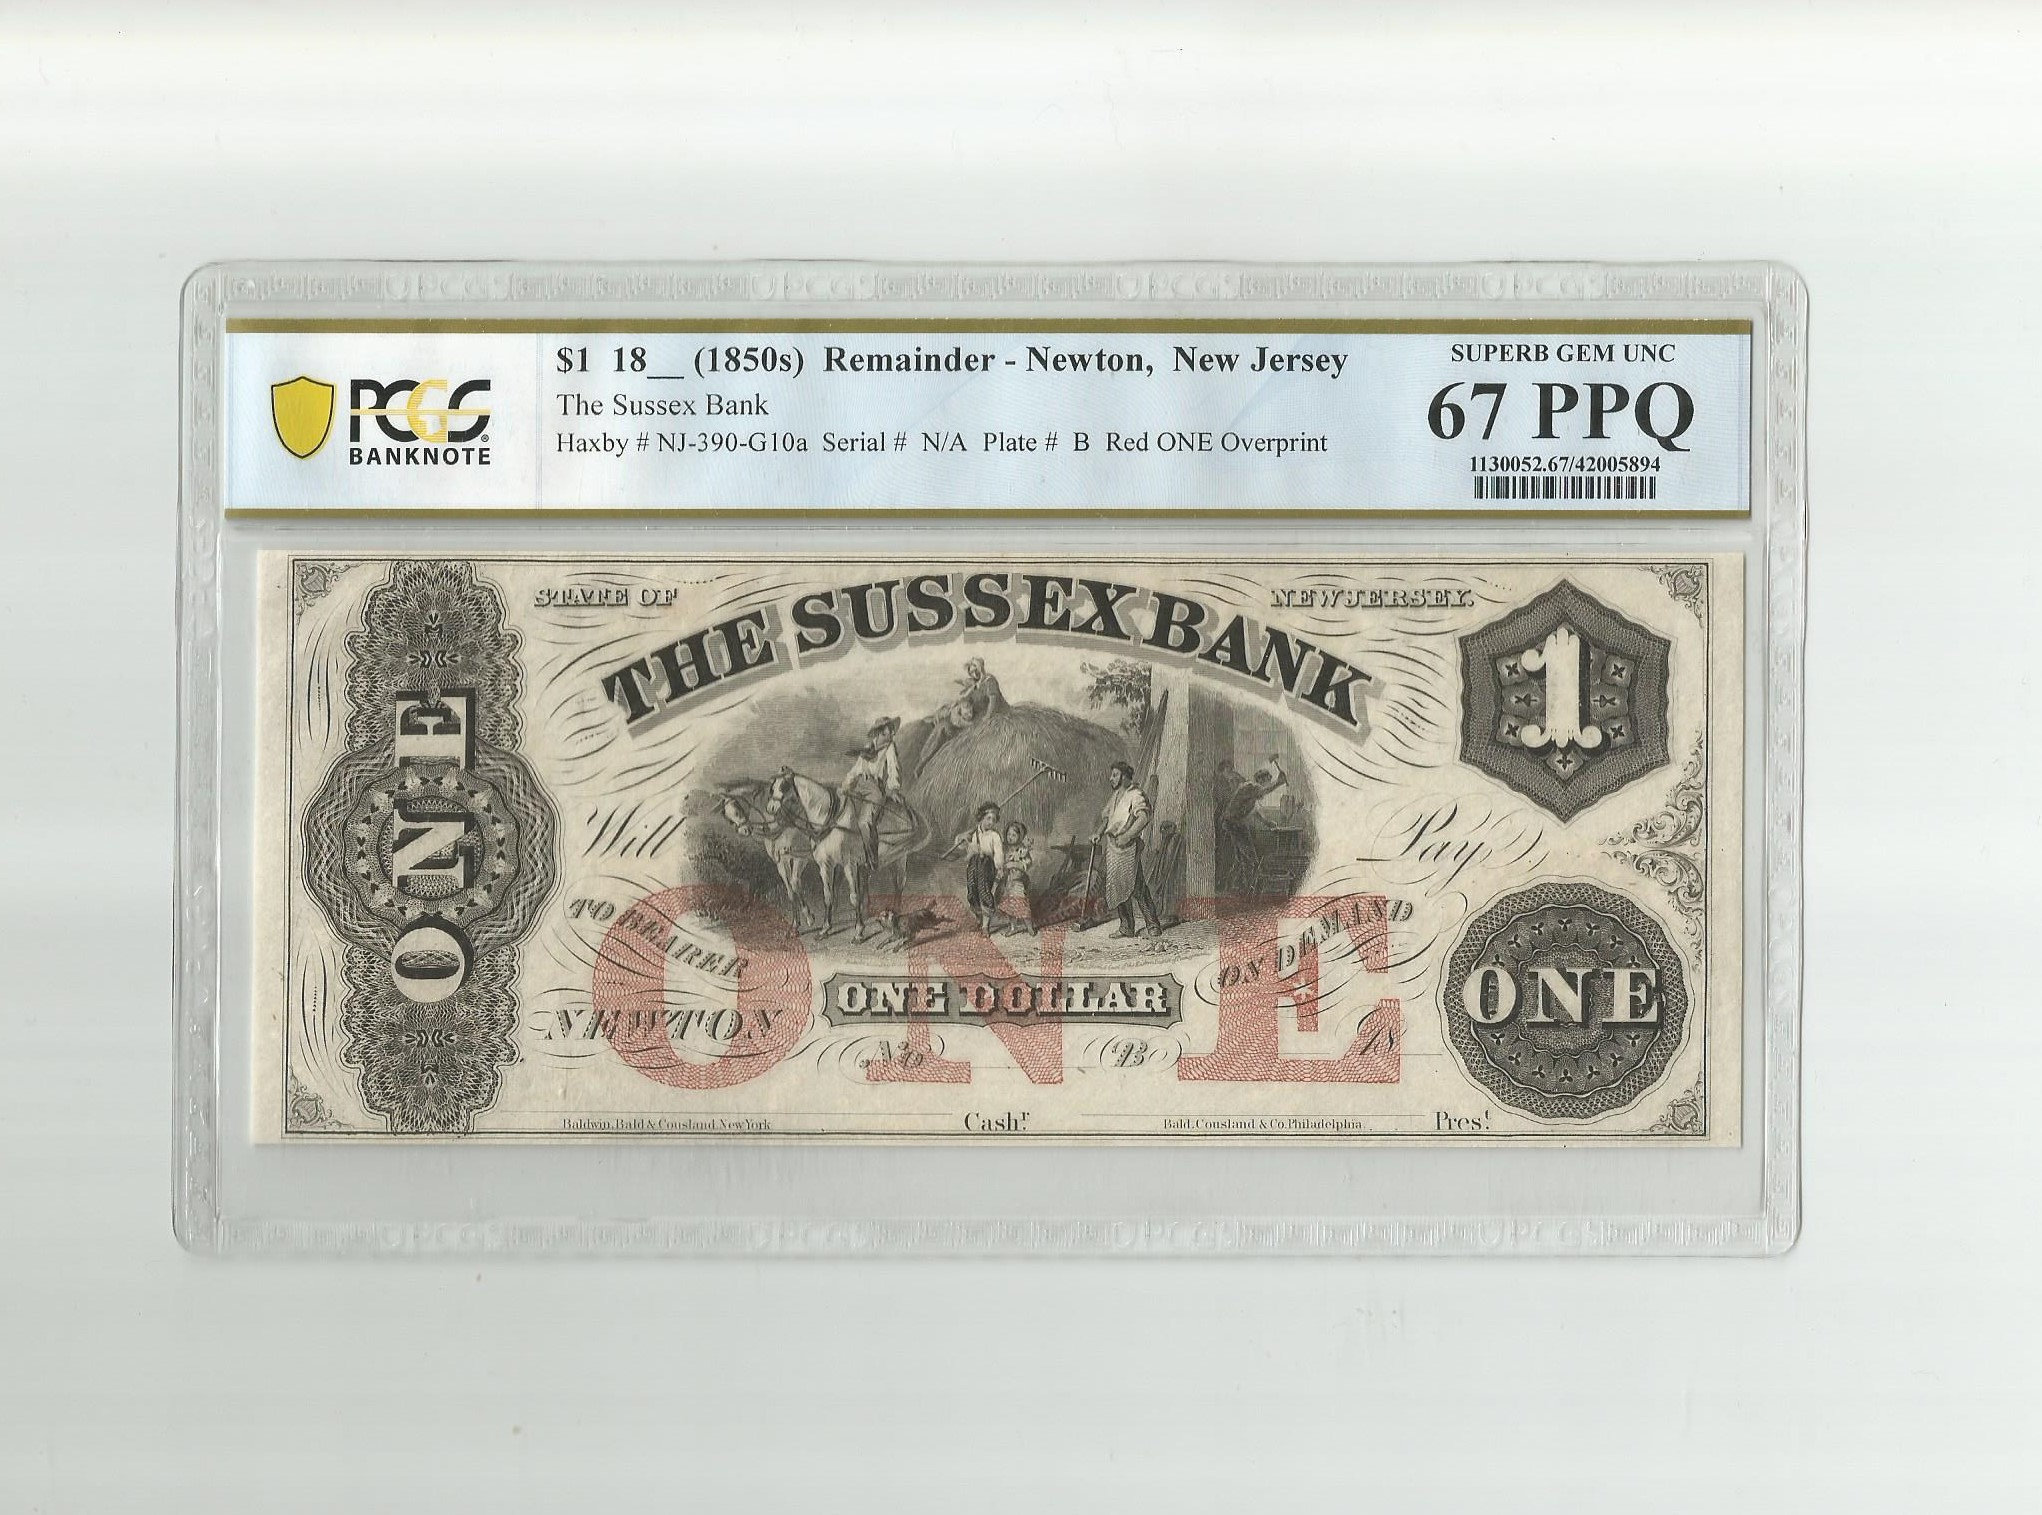 PCGS
BANKNOTE
$1 18__ (1850s) Remainder - Newton, New Jersey
The Sussex Bank
Haxby # NJ-390-G10a Serial # N/A Plate # B Red ONE Overprint
SUPERB GEM UNC
67 PPQ
1130052.67/42005894
STATE OF
NEW JERSEY.
THE SUSSEX BANK
1
ONE
Will
Pay
TO BEARER
ON DEMAND
ONE
ONE DOLLAR
ONE
NEWTON
No
B
18
Cashr.
Prest.
Baldwin, Bald & Cousland, New York
Bald, Cousland & Co. Philadelphia